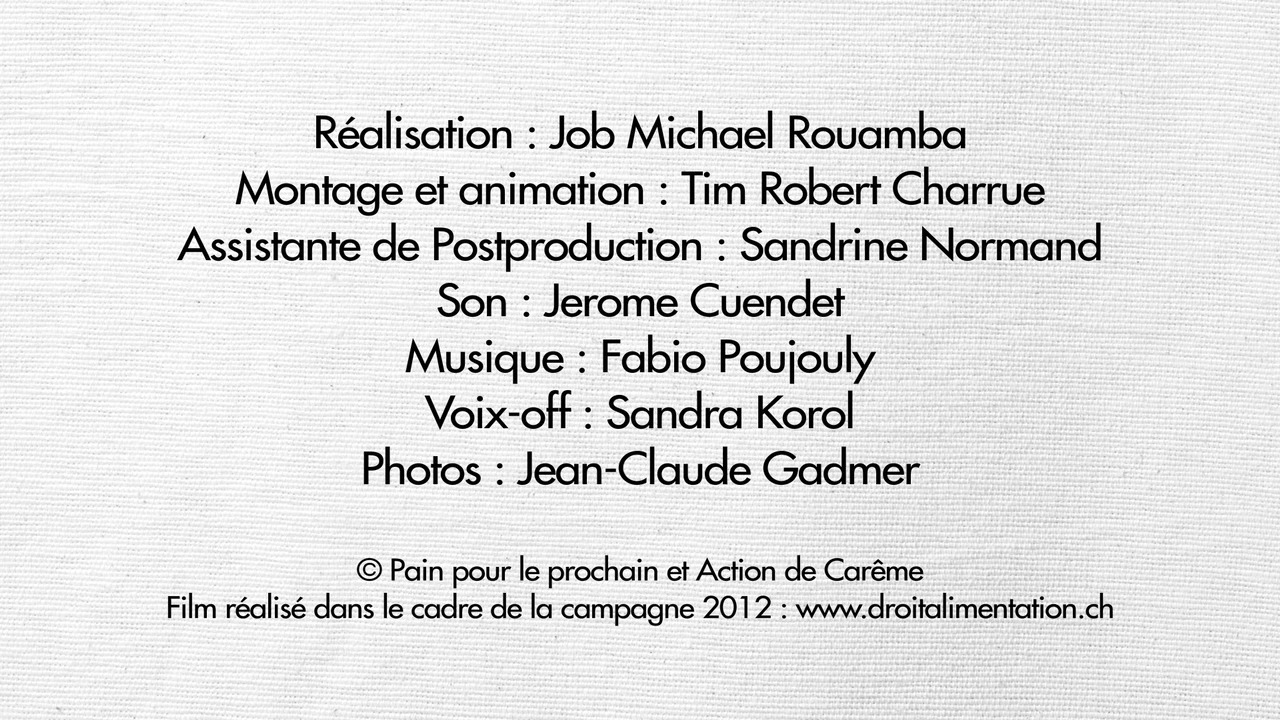 Réalisation : Job Michael Rouamba
Montage et animation : Tim Robert Charrue
Assistante de Postproduction : Sandrine Normand
Son : Jerome Cuendet
Musique : Fabio Poujouly
Voix-off : Sandra Korol
Photos : Jean-Claude Gadmer
© Pain pour le prochain et Action de Carême
Film réalisé dans le cadre de la campagne 2012 : www.droitalimentation.ch